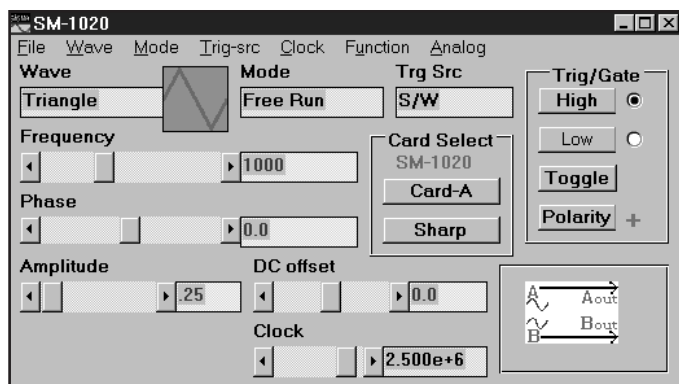 SM-1020
File Wave Mode Trig-src Clock Function Analog
Wave Mode Trg Src Trig/Gate
Triangle Free Run S/W High
Frequency Card Select Low
1000 SM-1020
Card-A Toggle
Phase
0.0 Sharp Polarity +
Amplitude DC offset
.25 0.0
A Aout
B Bout
Clock
2.500e+6